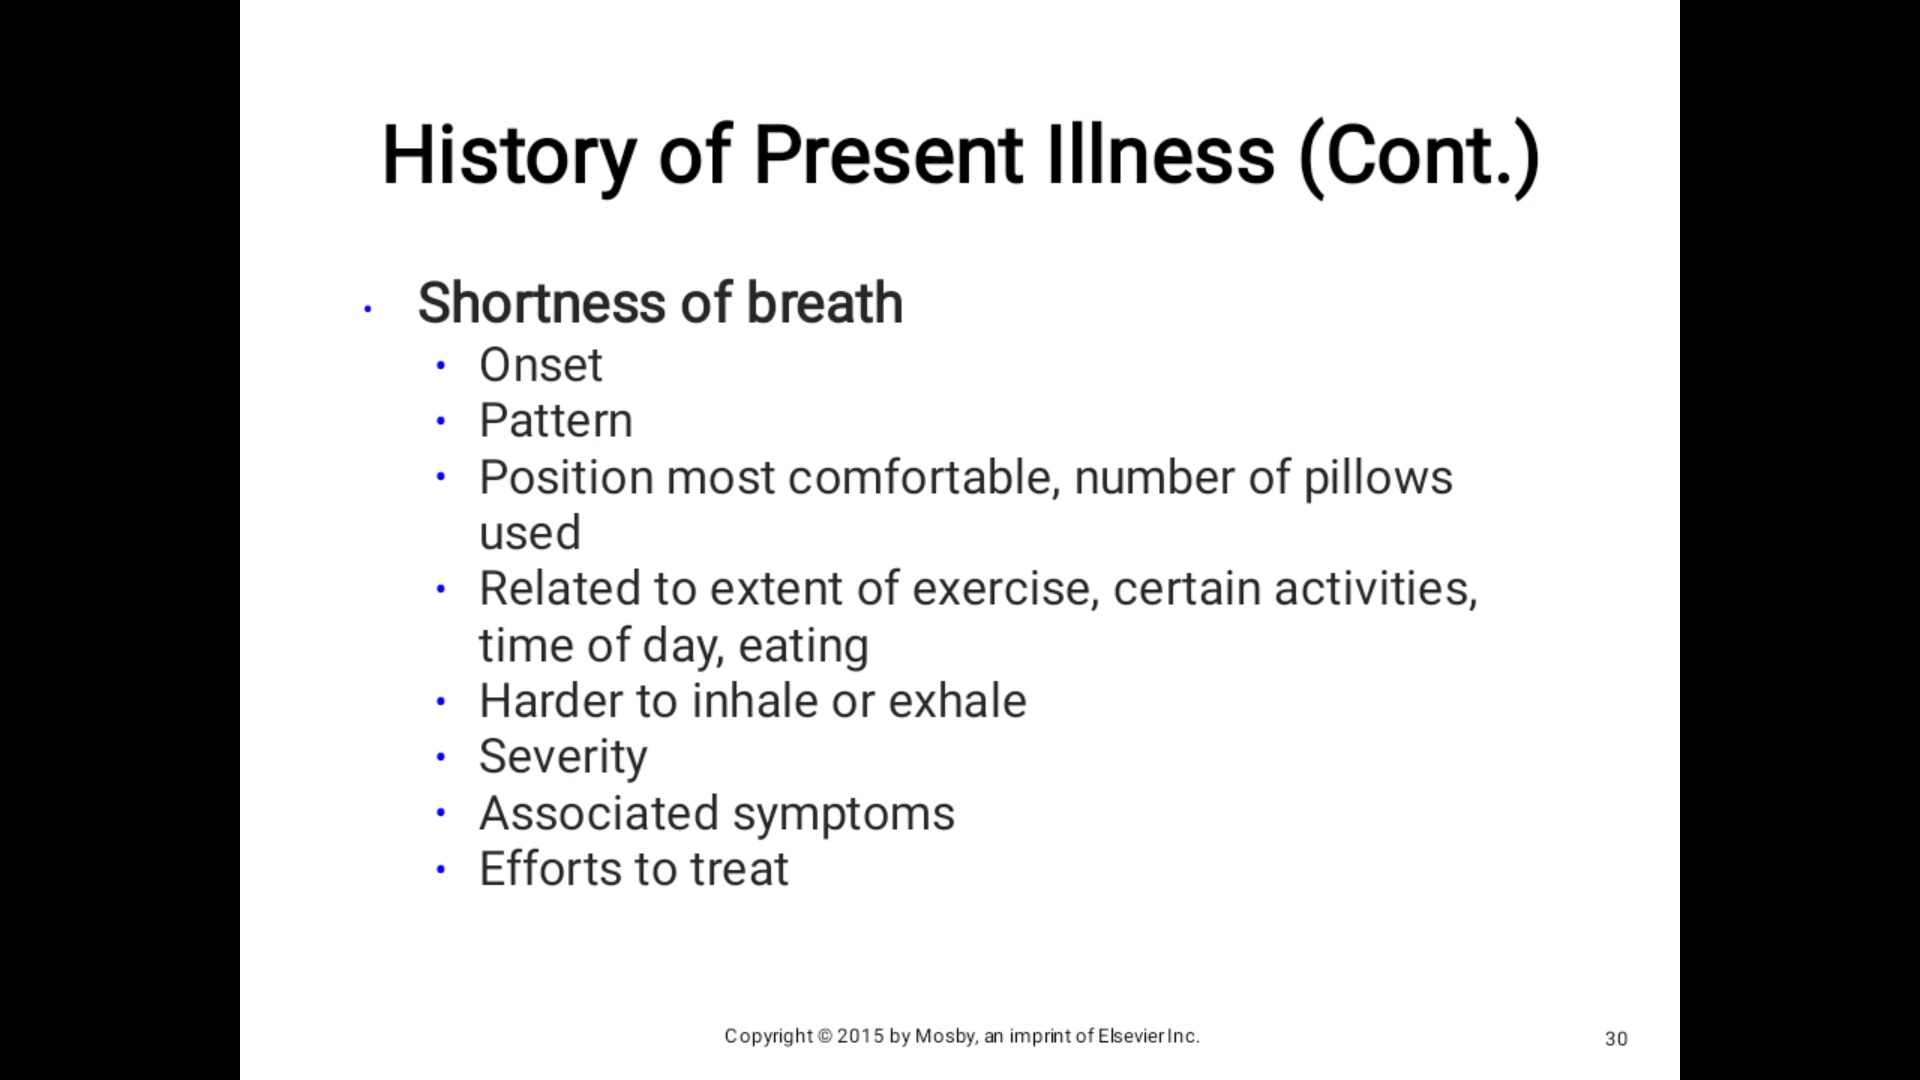 History of Present Illness (Cont.)
• Shortness of breath
• Onset
• Pattern
• Position most comfortable, number of pillows
used
• Related to extent of exercise, certain activities,
time of day, eating
• Harder to inhale or exhale
• Severity
• Associated symptoms
• Efforts to treat
Copyright © 2015 by Mosby, an imprint of Elsevier Inc.
30